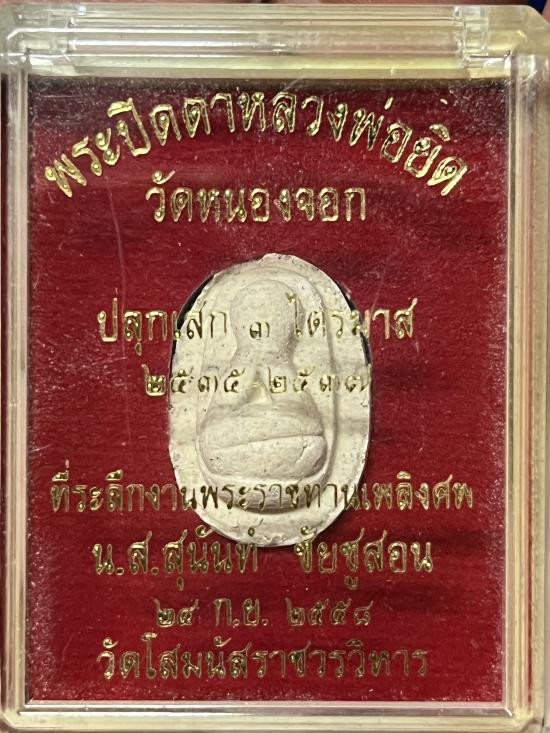 พระปิดตาหลวงพ่อยิด
วัดหนองจอก
ปลุกเสก ๓ ไตรมาส
๒๕๓๕-๒๕๓๗
ที่ระลึกงานพระราชทานเพลิงศพ
น.ส.สุนันท์ ชัยชูสอน
๒๔ ก.ย. ๒๕๕๘
วัดโสมนัสราชวรวิหาร